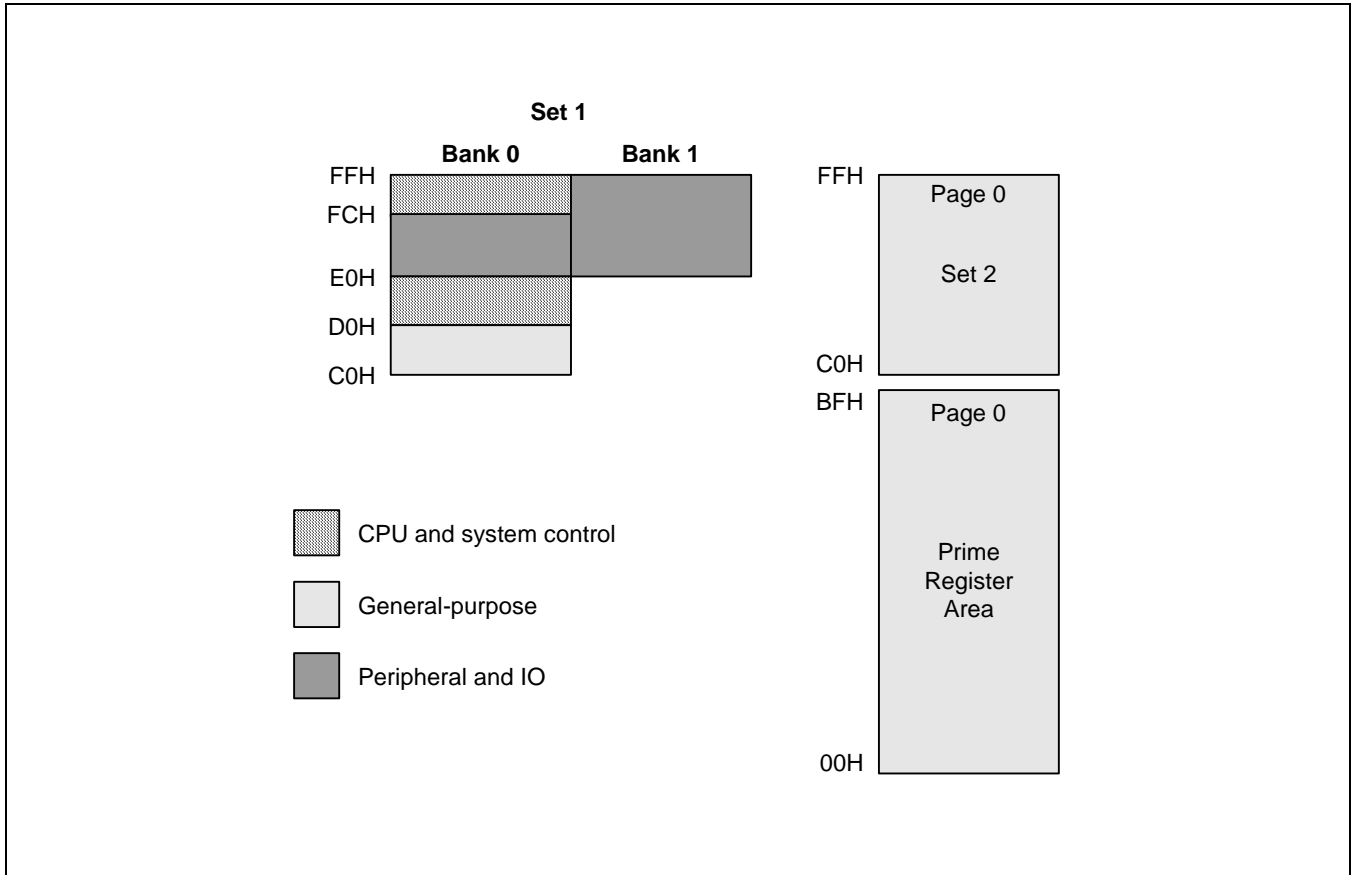 Set 1
Bank 0 Bank 1
FFH
FCH
E0H
D0H
C0H
FFH
Page 0
Set 2
C0H
BFH
Page 0
Prime
Register
Area
00H
CPU and system control
General-purpose
Peripheral and IO